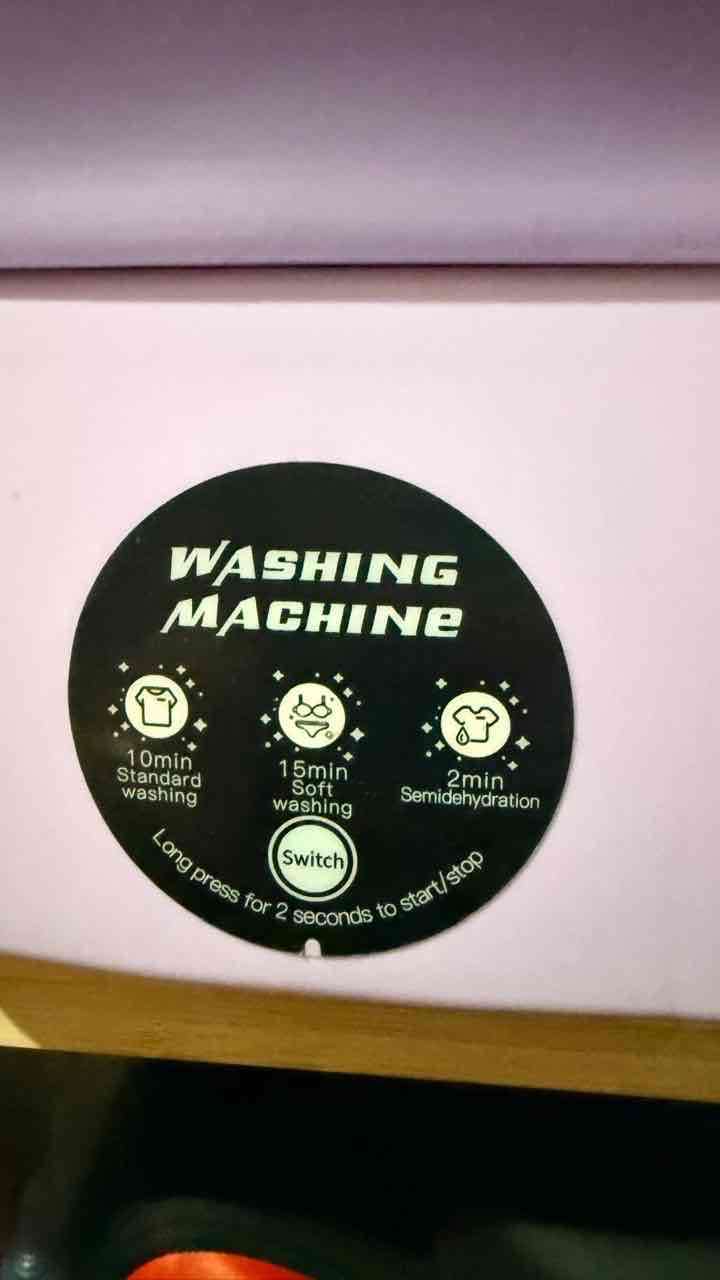 WASHING
MACHINE
10min
Standard
washing
15min
Soft
washing
2min
Semidehydration
Switch
Long press for 2 seconds to start/stop